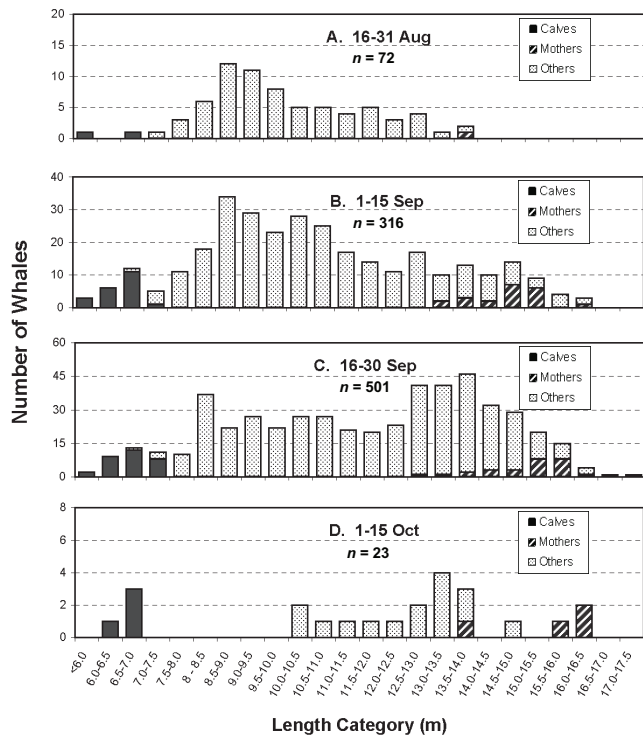 Number of Whales
A. 16-31 Aug
n = 72
Calves
Mothers
Others
20
15
10
5
0
B. 1-15 Sep
n = 316
Calves
Mothers
Others
40
30
20
10
0
C. 16-30 Sep
n = 501
Calves
Mothers
Others
60
45
30
15
0
D. 1-15 Oct
n = 23
Calves
Mothers
Others
8
6
4
2
0
<6.0
6.0-6.5
6.5-7.0
7.0-7.5
7.5-8.0
8 - 8.5
8.5-9.0
9.0-9.5
9.5-10.0
10.0-10.5
10.5-11.0
11.0-11.5
11.5-12.0
12.0-12.5
12.5-13.0
13.0-13.5
13.5-14.0
14.0-14.5
14.5-15.0
15.0-15.5
15.5-16.0
16.0-16.5
16.5-17.0
17.0-17.5
Length Category (m)